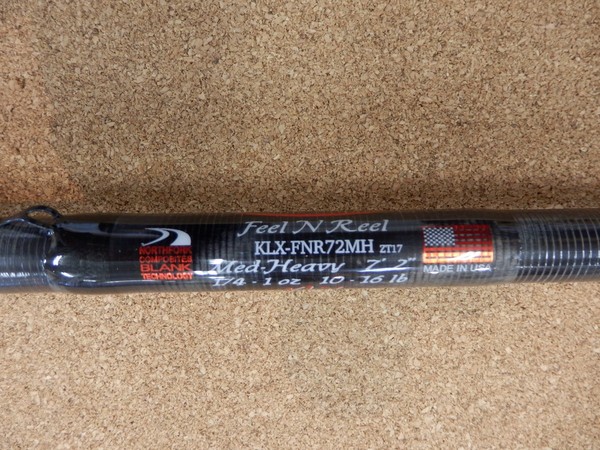 NORTHFORK
COMPOSITES
BLANK
TECHNOLOGY
Feel N Reel
KLX-FNR72MH ZT17
Med-Heavy 7' 2"
1/4 - 1 oz 10 - 16 lb
MADE IN USA